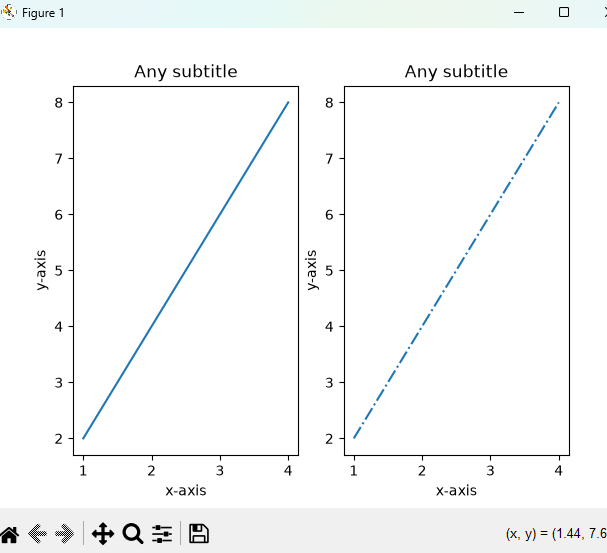 Figure 1
Any subtitle
8
7
6
5
4
3
2
y-axis
1 2 3 4
x-axis
Any subtitle
8
7
6
5
4
3
2
y-axis
1 2 3 4
x-axis
(x, y) = (1.44, 7.6